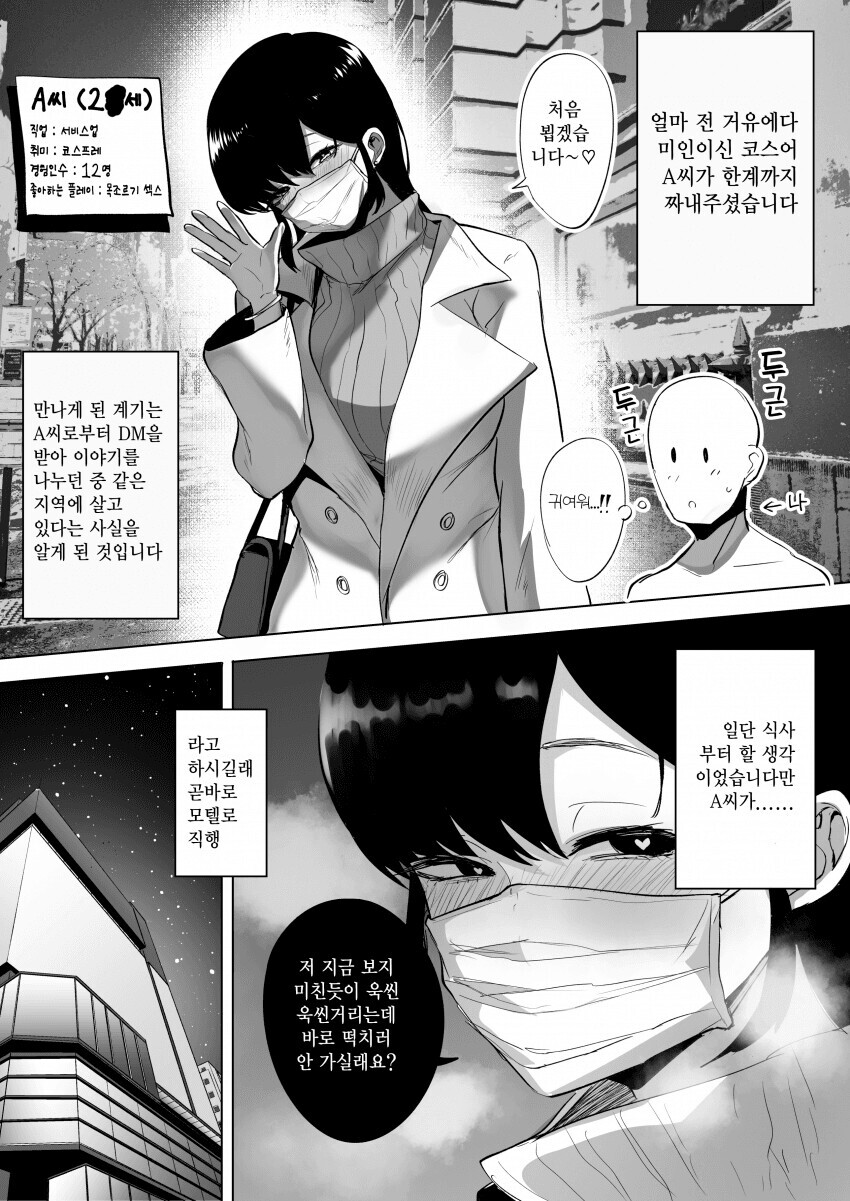 얼마 전 거유에다
미인이신 코스어
A씨가 한계까지
짜내주셨습니다
처음
뵙겠습
니다~♡
A씨 (2 세)
직업 : 서비스업
취미 : 코스프레
경험인수 : 12명
좋아하는 플레이 : 목조르기 섹스
두근
두근
귀여워...!!
←나
만나게 된 계기는
A씨로부터 DM을
받아 이야기를
나누던 중 같은
지역에 살고
있다는 사실을
알게 된 것입니다
일단 식사
부터 할 생각
이었습니다만
A씨가......
저 지금 보지
미친듯이 욱씬
욱씬거리는데
바로 떡치러
안 가실래요?
라고
하시길래
곧바로
모텔로
직행